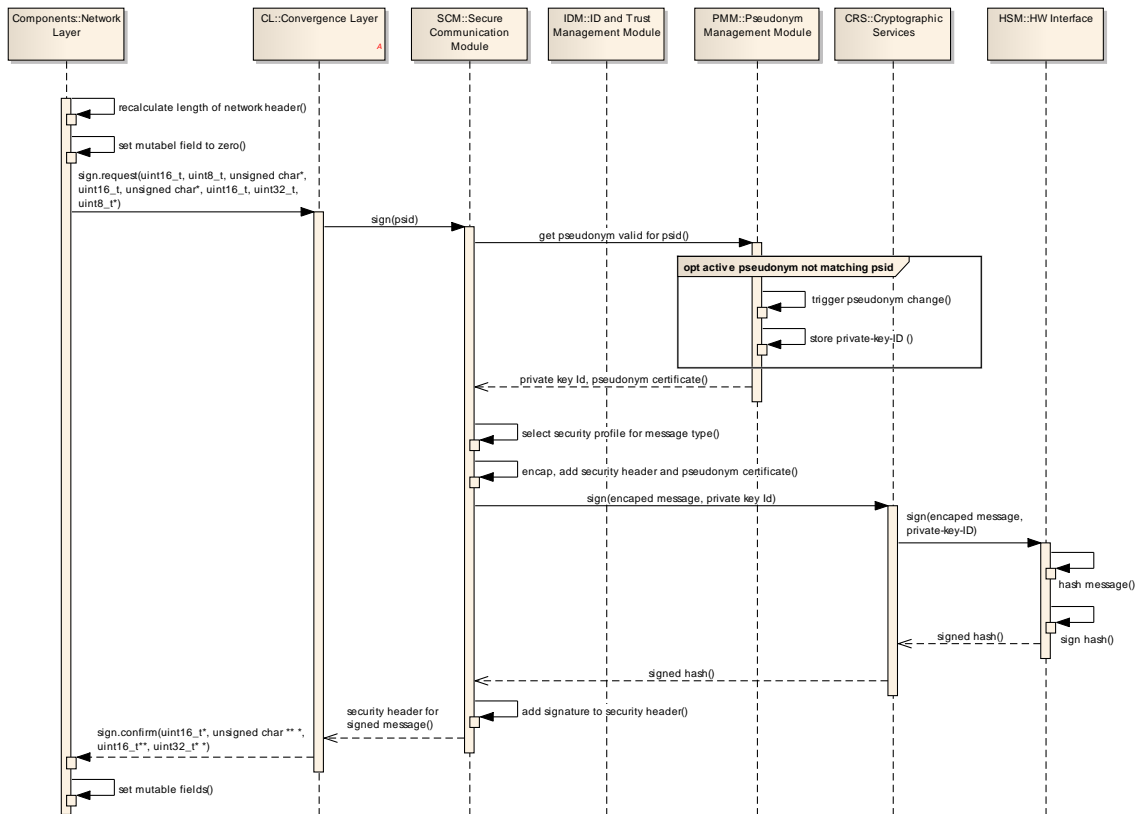 Components::Network
Layer
CL::Convergence Layer
A
SCM::Secure
Communication
Module
IDM::ID and Trust
Management Module
PMM::Pseudonym
Management Module
CRS::Cryptographic
Services
HSM::HW Interface
recalculate length of network header()
set mutabel field to zero()
sign.request(uint16_t, uint8_t, unsigned char*,
uint16_t, unsigned char*, uint16_t, uint32_t,
uint8_t*)
sign(psid)
get pseudonym valid for psid()
opt active pseudonym not matching psid
trigger pseudonym change()
store private-key-ID ()
private key Id, pseudonym certificate()
select security profile for message type()
encap, add security header and pseudonym certificate()
sign(encaped message, private key Id)
sign(encaped message,
private-key-ID)
hash message()
sign hash()
signed hash()
signed hash()
add signature to security header()
security header for
signed message()
sign.confirm(uint16_t*, unsigned char ** *,
uint16_t**, uint32_t* *)
set mutable fields()